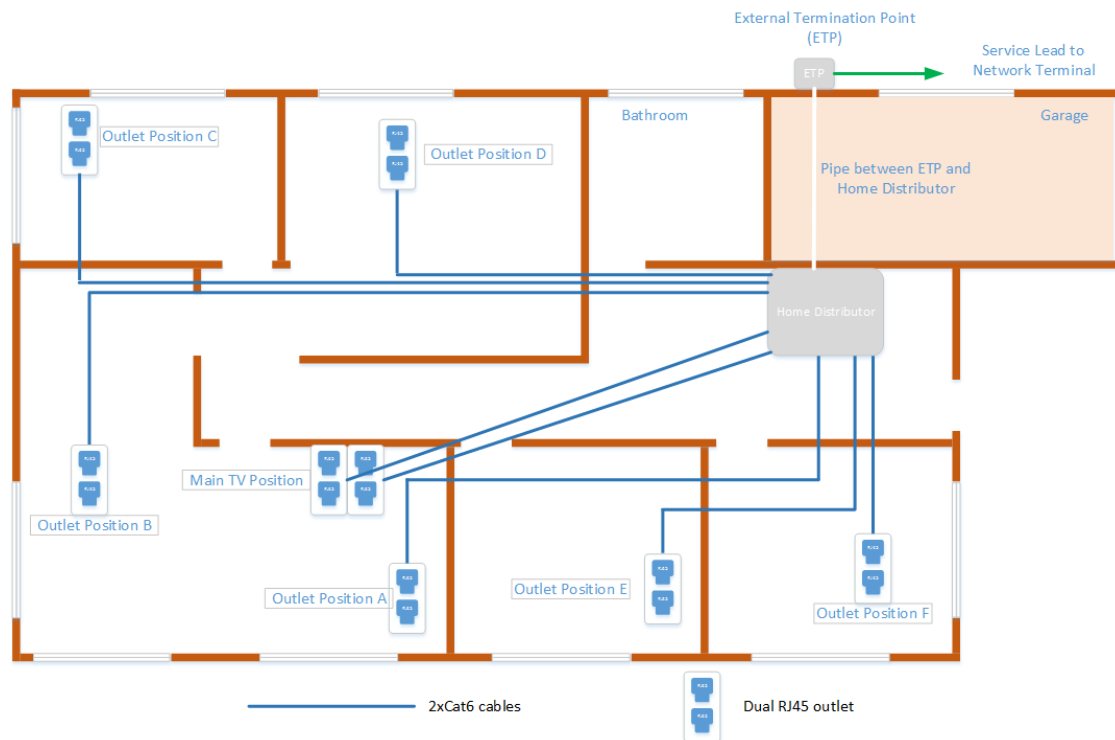 External Termination Point
(ETP)
Service Lead to
Network Terminal
ETP
Bathroom
Garage
Outlet Position C
Outlet Position D
Pipe between ETP and
Home Distributor
Home Distributor
Main TV Position
Outlet Position B
Outlet Position A
Outlet Position E
Outlet Position F
2xCat6 cables
Dual RJ45 outlet